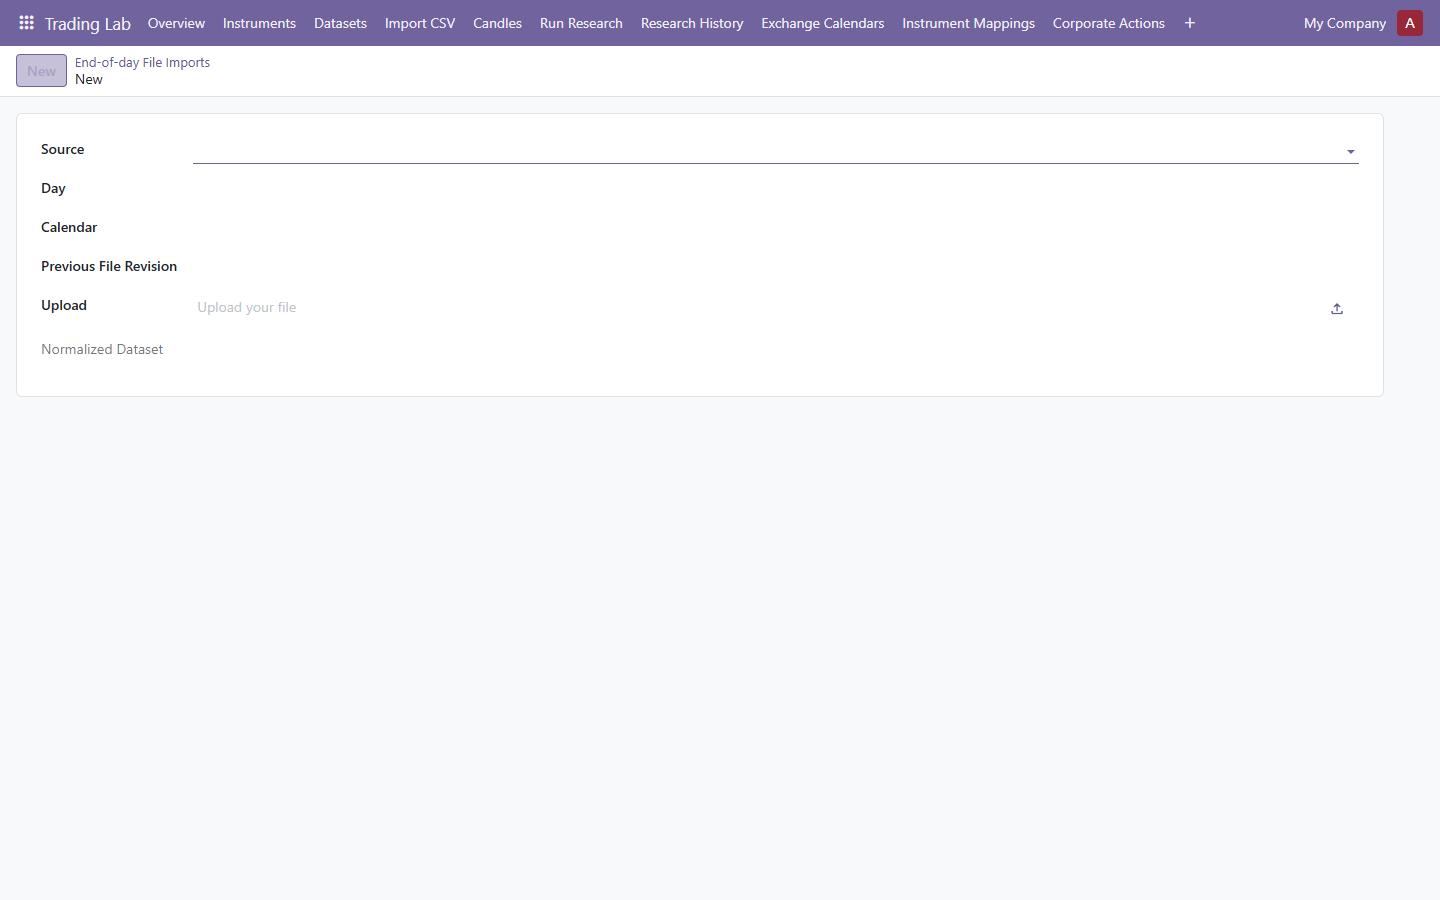 Trading Lab Overview Instruments Datasets Import CSV Candles Run Research Research History Exchange Calendars Instrument Mappings Corporate Actions + My Company A
New
End-of-day File Imports
New
Source
Day
Calendar
Previous File Revision
Upload Upload your file
Normalized Dataset